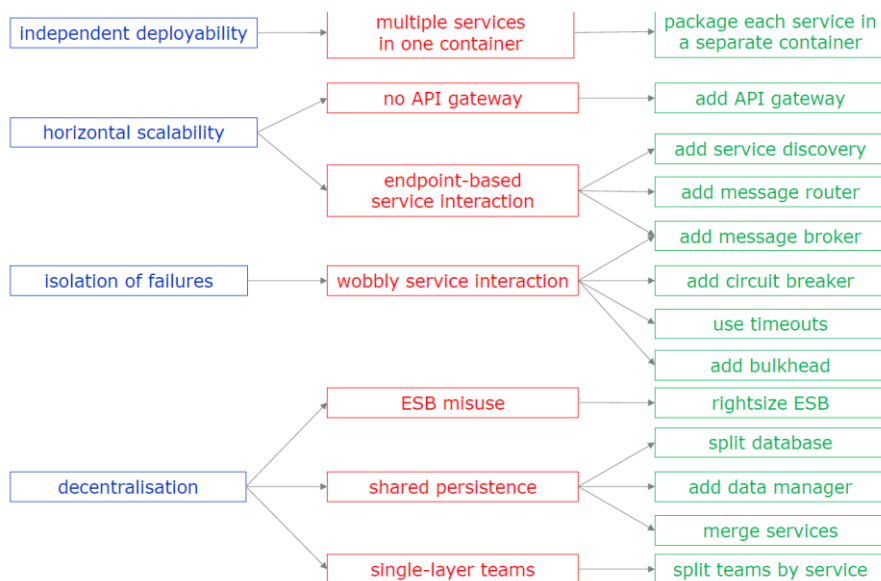 independent deployability
multiple services
in one container
package each service in
a separate container
no API gateway
add API gateway
horizontal scalability
add service discovery
endpoint-based
service interaction
add message router
add message broker
isolation of failures
wobbly service interaction
add circuit breaker
use timeouts
add bulkhead
ESB misuse
rightsize ESB
split database
decentralisation
shared persistence
add data manager
merge services
single-layer teams
split teams by service